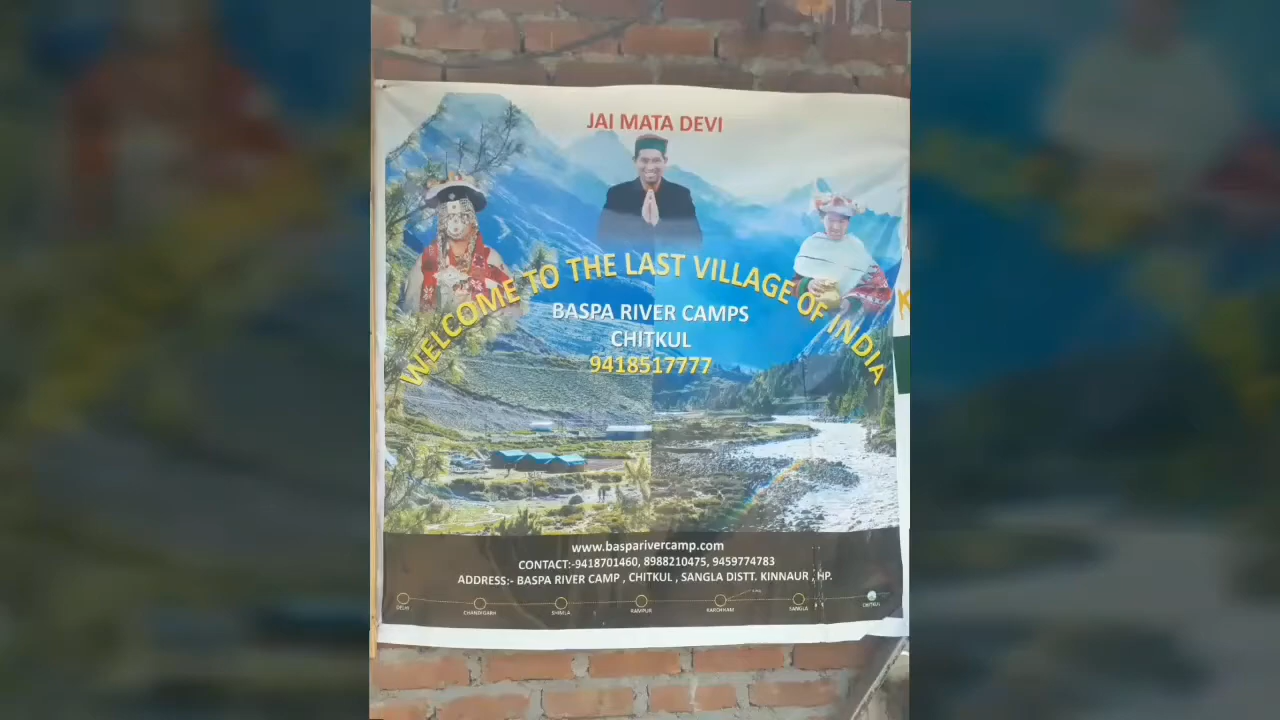 JAI MATA DEVI
WELCOME TO THE LAST VILLAGE OF INDIA
BASPA RIVER CAMPS
CHITKUL
9418517777
www.basparivercamp.com
CONTACT:-9418701460, 8988210475, 9459774783
ADDRESS:- BASPA RIVER CAMP , CHITKUL , SANGLA DISTT. KINNAUR , HP.
DELHI CHANDIGARH SHIMLA RAMPUR KARCHHAM SANGLA CHITKUL